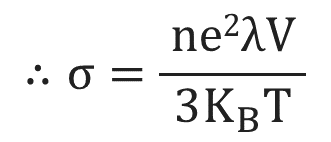 ∴ σ = ne²λV / 3K_BT